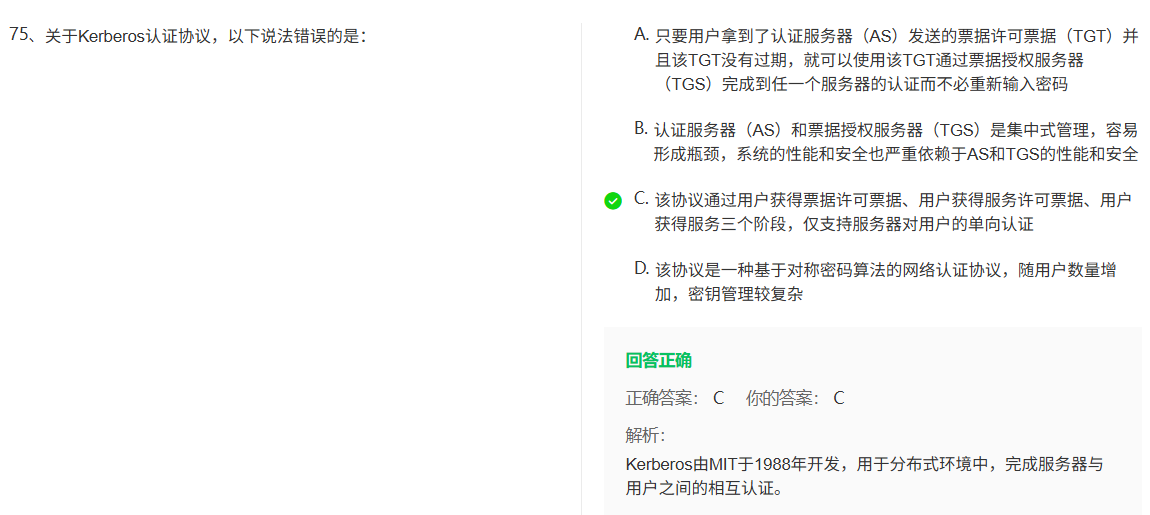 75、关于Kerberos认证协议，以下说法错误的是：
A. 只要用户拿到了认证服务器（AS）发送的票据许可票据（TGT）并
且该TGT没有过期，就可以使用该TGT通过票据授权服务器
（TGS）完成到任一个服务器的认证而不必重新输入密码
B. 认证服务器（AS）和票据授权服务器（TGS）是集中式管理，容易
形成瓶颈，系统的性能和安全也严重依赖于AS和TGS的性能和安全
C. 该协议通过用户获得票据许可票据、用户获得服务许可票据、用户
获得服务三个阶段，仅支持服务器对用户的单向认证
D. 该协议是一种基于对称密码算法的网络认证协议，随用户数量增
加，密钥管理较复杂
回答正确
正确答案： C 你的答案： C
解析：
Kerberos由MIT于1988年开发，用于分布式环境中，完成服务器与
用户之间的相互认证。